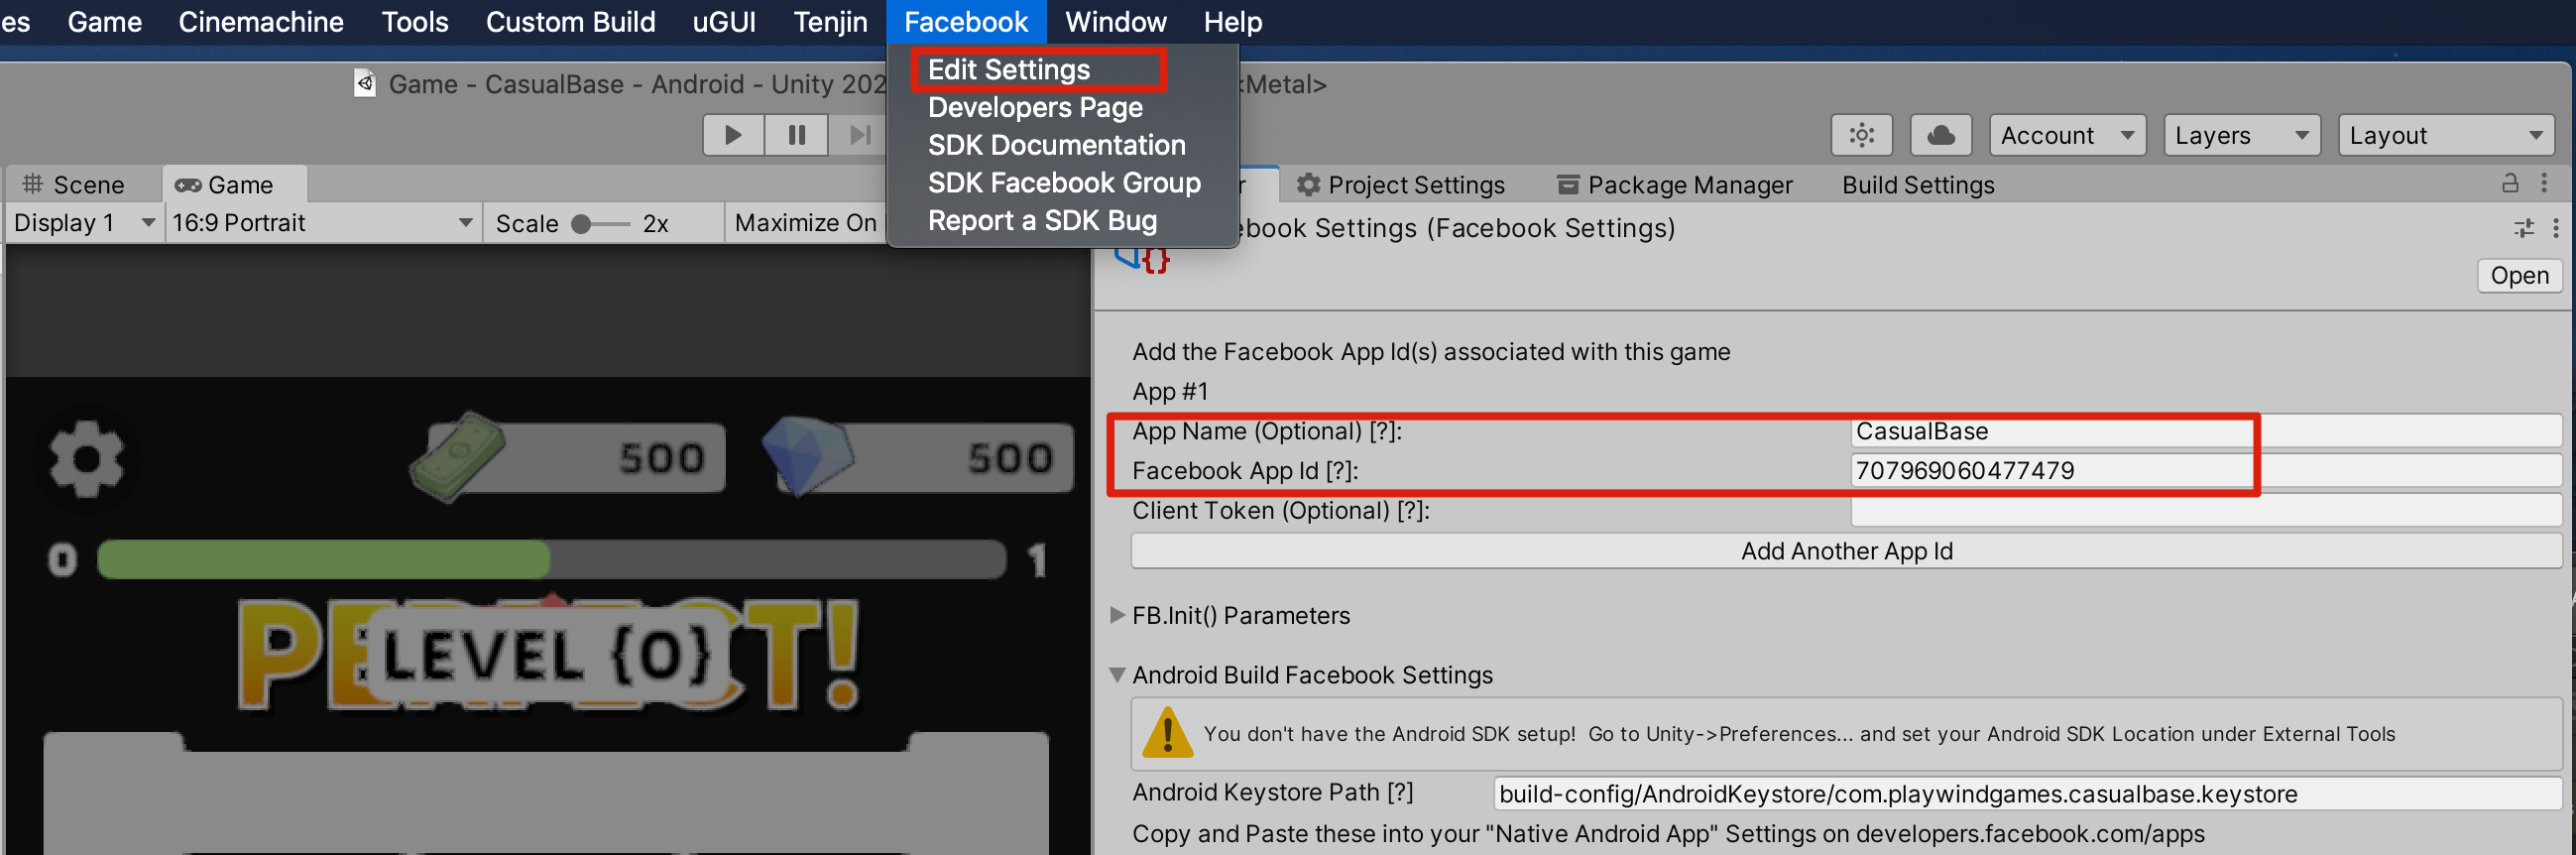 es Game Cinemachine Tools Custom Build uGUI Tenjin Facebook Window Help
Edit Settings
Developers Page
SDK Documentation
SDK Facebook Group
Report a SDK Bug
Game - CasualBase - Android - Unity 202
<Metal>
Account Layers Layout
Scene Game
r Project Settings Package Manager Build Settings
Display 1 16:9 Portrait Scale 2x Maximize On
ebook Settings (Facebook Settings)
{}
Open
500 500
0 1
LEVEL {0}
T!
Add the Facebook App Id(s) associated with this game
App #1
App Name (Optional) [?]: CasualBase
Facebook App Id [?]: 707969060477479
Client Token (Optional) [?]:
Add Another App Id
FB.Init() Parameters
Android Build Facebook Settings
You don't have the Android SDK setup! Go to Unity->Preferences... and set your Android SDK Location under External Tools
Android Keystore Path [?] build-config/AndroidKeystore/com.playwindgames.casualbase.keystore
Copy and Paste these into your "Native Android App" Settings on developers.facebook.com/apps